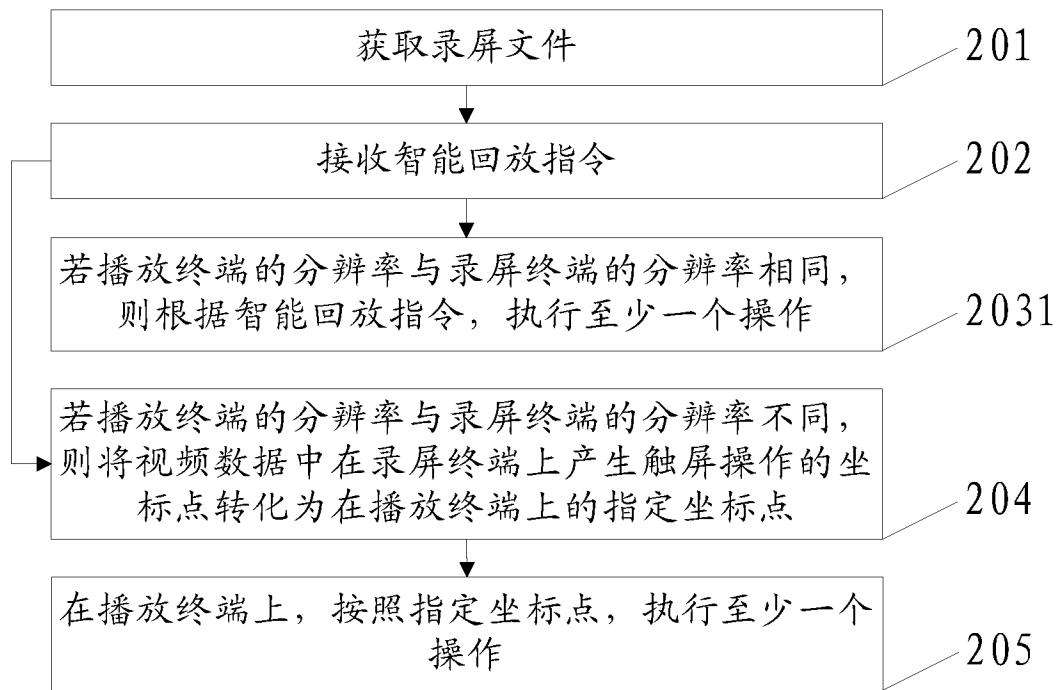 获取录屏文件
201
接收智能回放指令
202
若播放终端的分辨率与录屏终端的分辨率相同，
则根据智能回放指令，执行至少一个操作
2031
若播放终端的分辨率与录屏终端的分辨率不同，
则将视频数据中在录屏终端上产生触屏操作的坐
标点转化为在播放终端上的指定坐标点
204
在播放终端上，按照指定坐标点，执行至少一个
操作
205